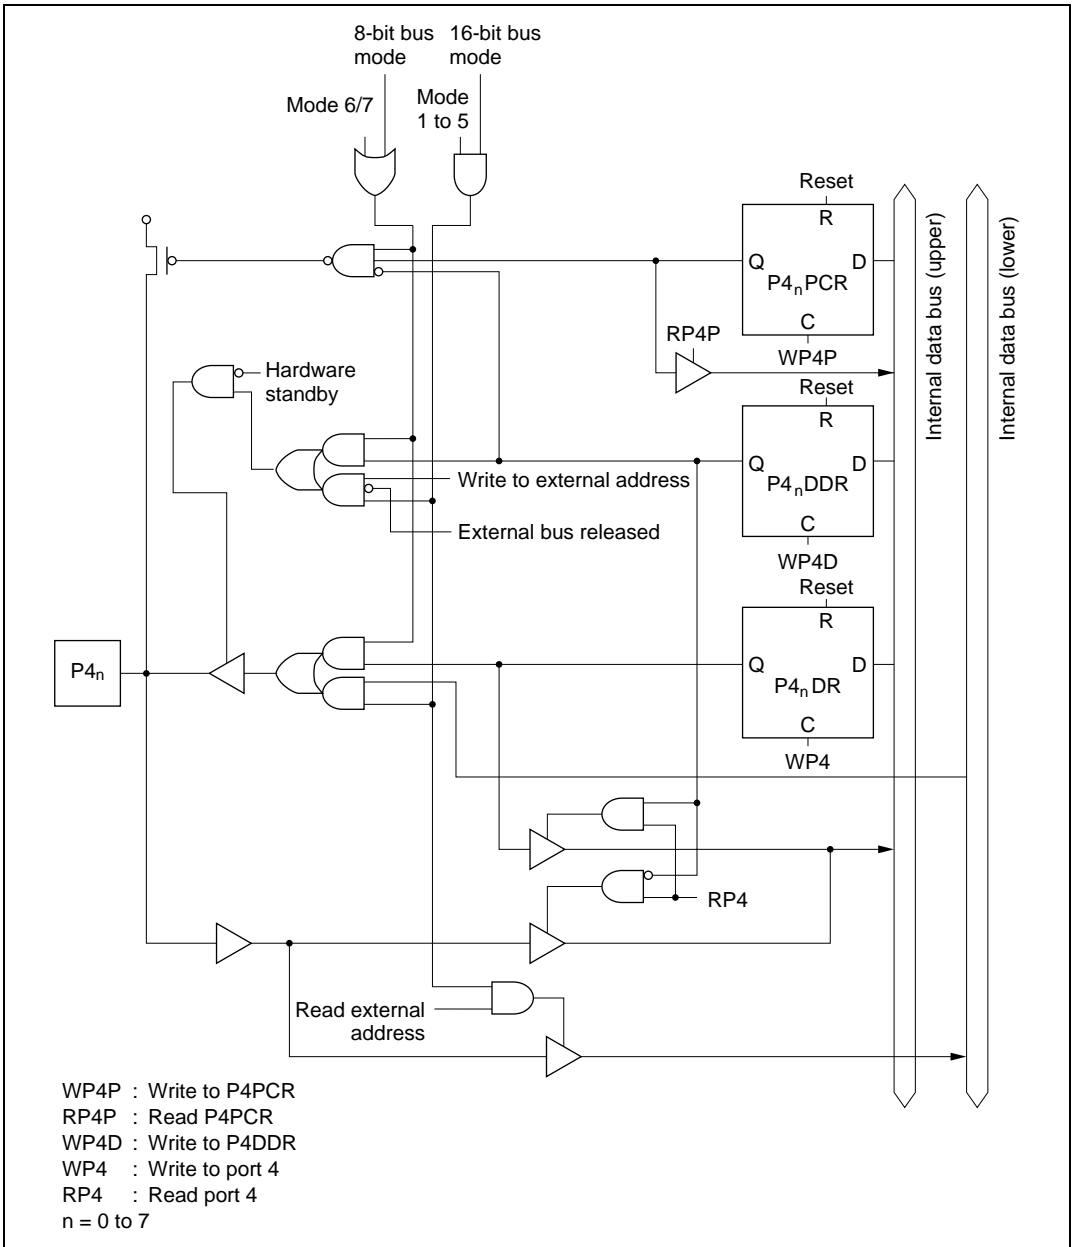 8-bit bus mode
16-bit bus mode
Mode 6/7
Mode 1 to 5
Reset
R
Q
D
P4nPCR
C
WP4P
RP4P
Hardware standby
Reset
R
Q
D
P4nDDR
C
WP4D
Write to external address
External bus released
Reset
R
Q
D
P4nDR
C
WP4
P4n
RP4
Read external address
Internal data bus (upper)
Internal data bus (lower)
WP4P : Write to P4PCR
RP4P : Read P4PCR
WP4D : Write to P4DDR
WP4 : Write to port 4
RP4 : Read port 4
n = 0 to 7